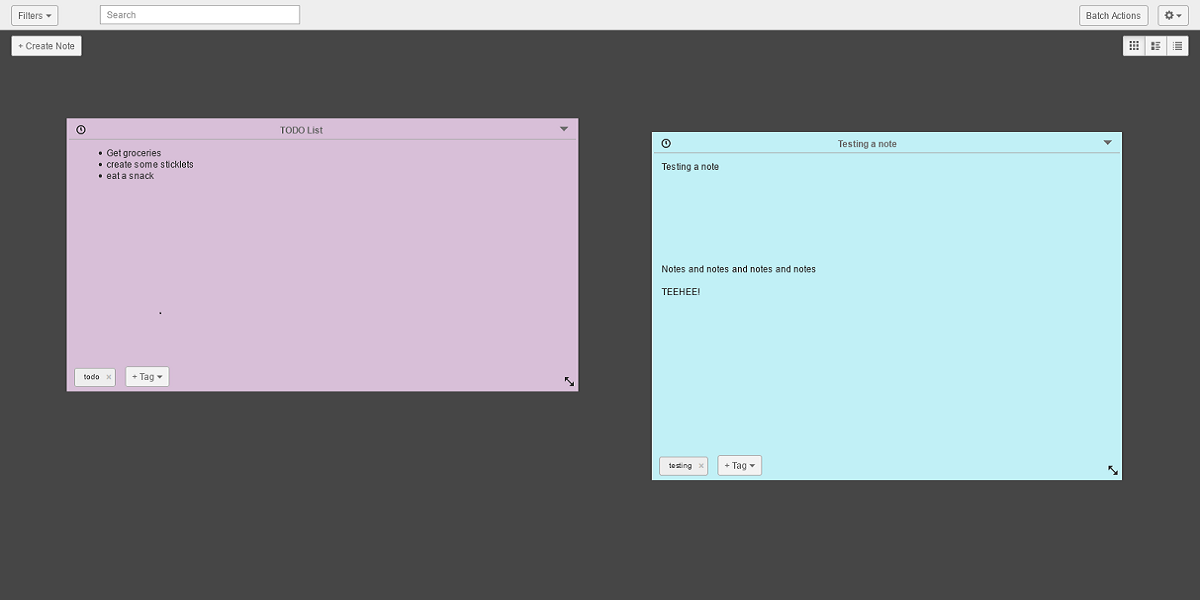 Filters
Search
Batch Actions
+ Create Note
TODO List
Get groceries
create some sticklets
eat a snack
todo ×
+ Tag
Testing a note
Testing a note
Notes and notes and notes and notes
TEEHEE!
testing ×
+ Tag